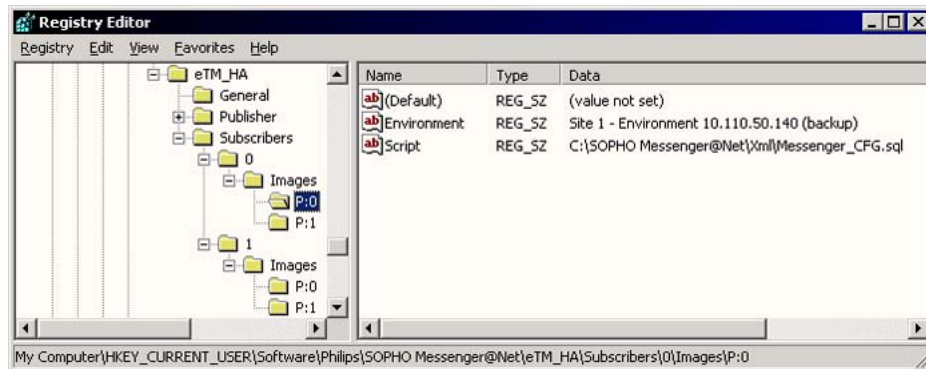 Registry Editor
Registry Edit View Favorites Help
eTM_HA
General
Publisher
Subscribers
0
Images
P:0
P:1
1
Images
P:0
P:1
Name Type Data
ab (Default) REG_SZ (value not set)
ab Environment REG_SZ Site 1 - Environment 10.110.50.140 (backup)
ab Script REG_SZ C:\SOPHO Messenger@Net\Xml\Messenger_CFG.sql
My Computer\HKEY_CURRENT_USER\Software\Philips\SOPHO Messenger@Net\eTM_HA\Subscribers\0\Images\P:0